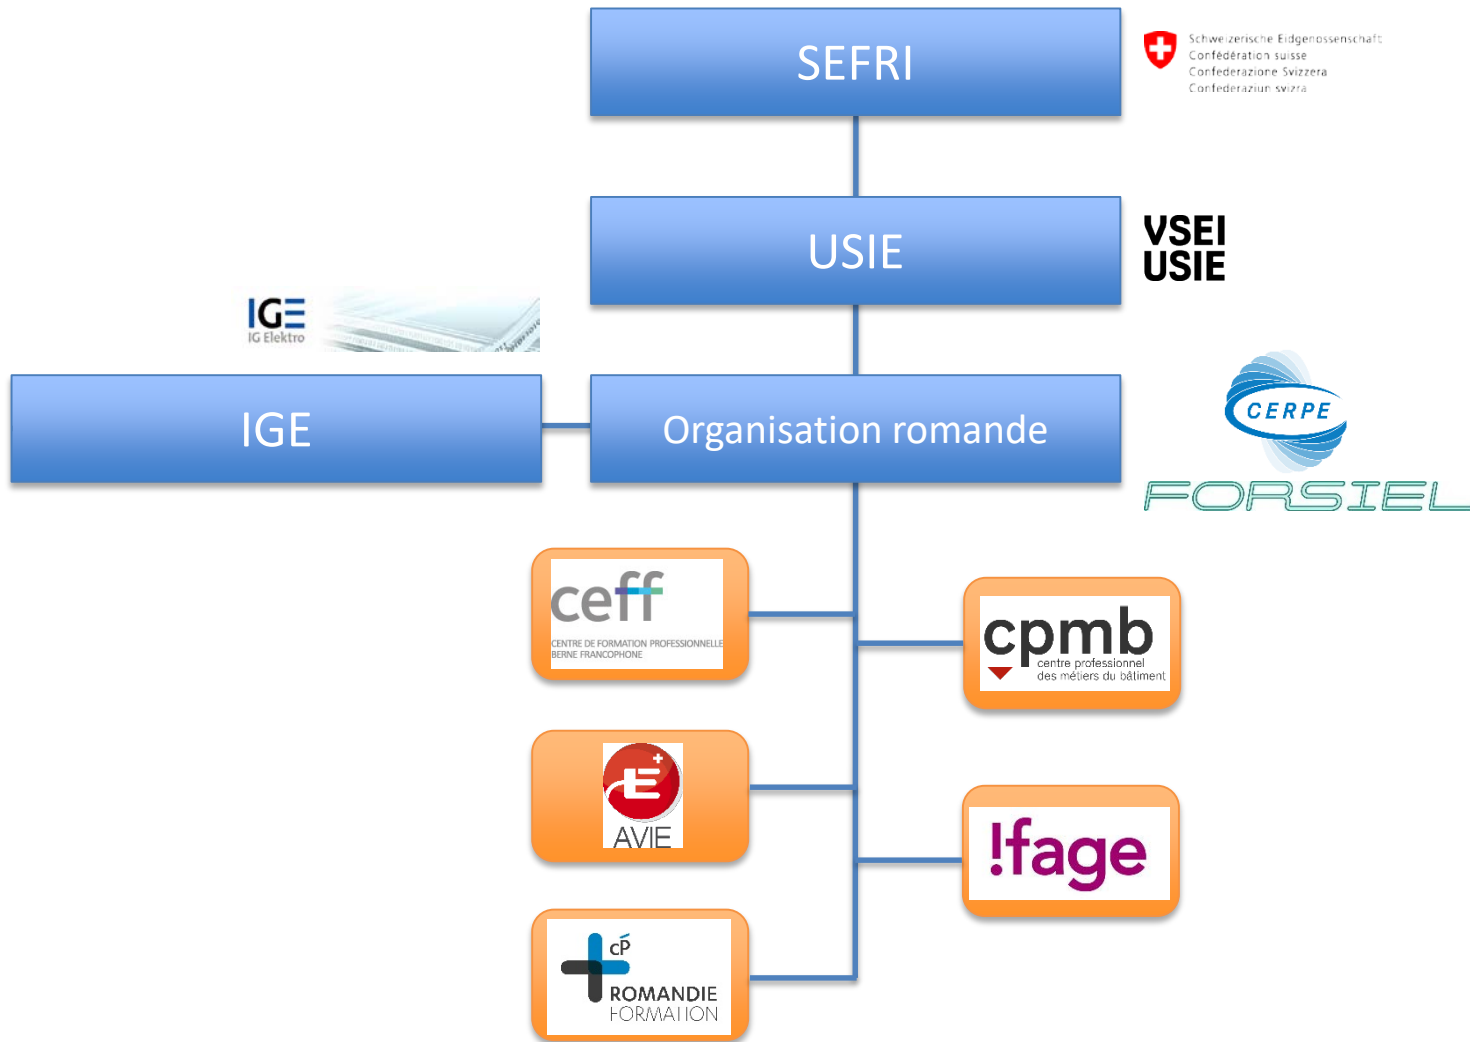 SEFRI
Schweizerische Eidgenossenschaft
Confédération suisse
Confederazione Svizzera
Confederaziun svizra
USIE
VSEI
USIE
IGE
IG Elektro
IGE
Organisation romande
CERPE
FORSIEL
ceff
CENTRE DE FORMATION PROFESSIONNELLE
BERNE FRANCOPHONE
cpmb
centre professionnel
des métiers du bâtiment
E
AVIE
!fage
cP
ROMANDIE
FORMATION